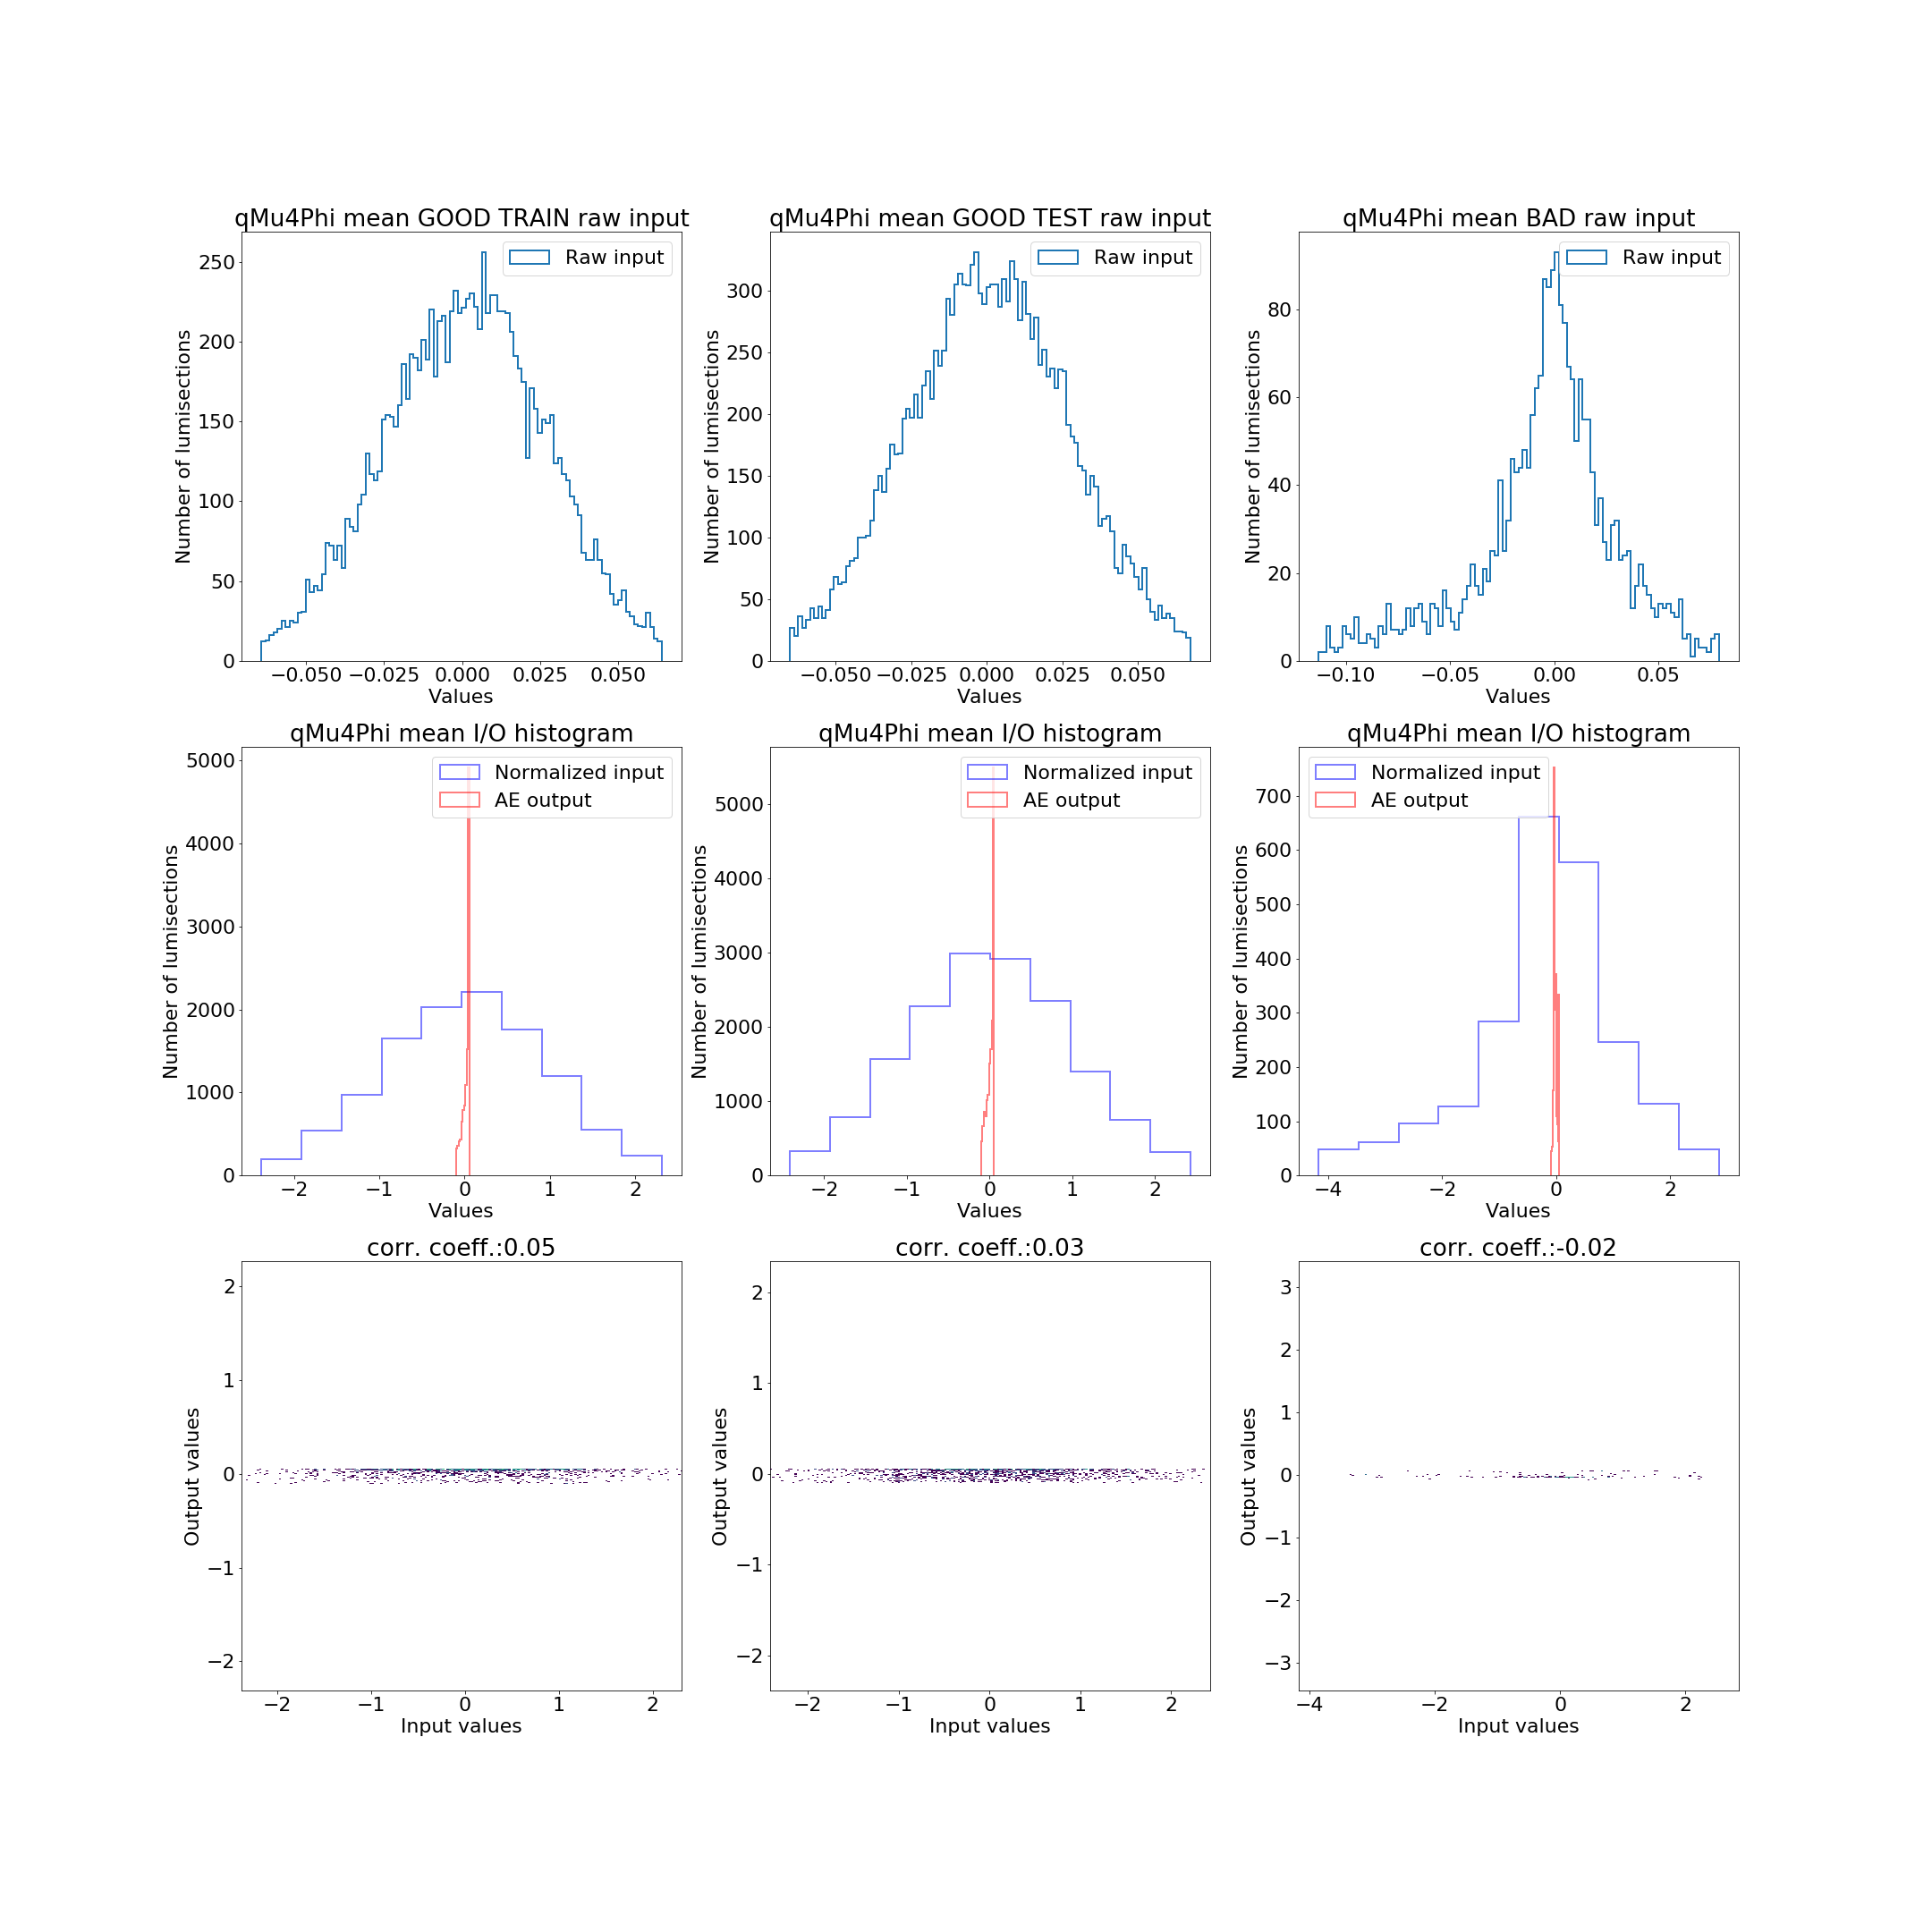 qMu4Phi mean GOOD TRAIN raw input
Raw input
Number of lumisections
250
200
150
100
50
0
−0.050 −0.025 0.000 0.025 0.050
Values
qMu4Phi mean GOOD TEST raw input
Raw input
Number of lumisections
300
250
200
150
100
50
0
−0.050 −0.025 0.000 0.025 0.050
Values
qMu4Phi mean BAD raw input
Raw input
Number of lumisections
80
60
40
20
0
−0.10 −0.05 0.00 0.05
Values
qMu4Phi mean I/O histogram
Normalized input
AE output
Number of lumisections
5000
4000
3000
2000
1000
0
−2 −1 0 1 2
Values
qMu4Phi mean I/O histogram
Normalized input
AE output
Number of lumisections
5000
4000
3000
2000
1000
0
−2 −1 0 1 2
Values
qMu4Phi mean I/O histogram
Normalized input
AE output
Number of lumisections
700
600
500
400
300
200
100
0
−4 −2 0 2
Values
corr. coeff.:0.05
Output values
2
1
0
−1
−2
−2 −1 0 1 2
Input values
corr. coeff.:0.03
Output values
2
1
0
−1
−2
−2 −1 0 1 2
Input values
corr. coeff.:-0.02
Output values
3
2
1
0
−1
−2
−3
−4 −2 0 2
Input values